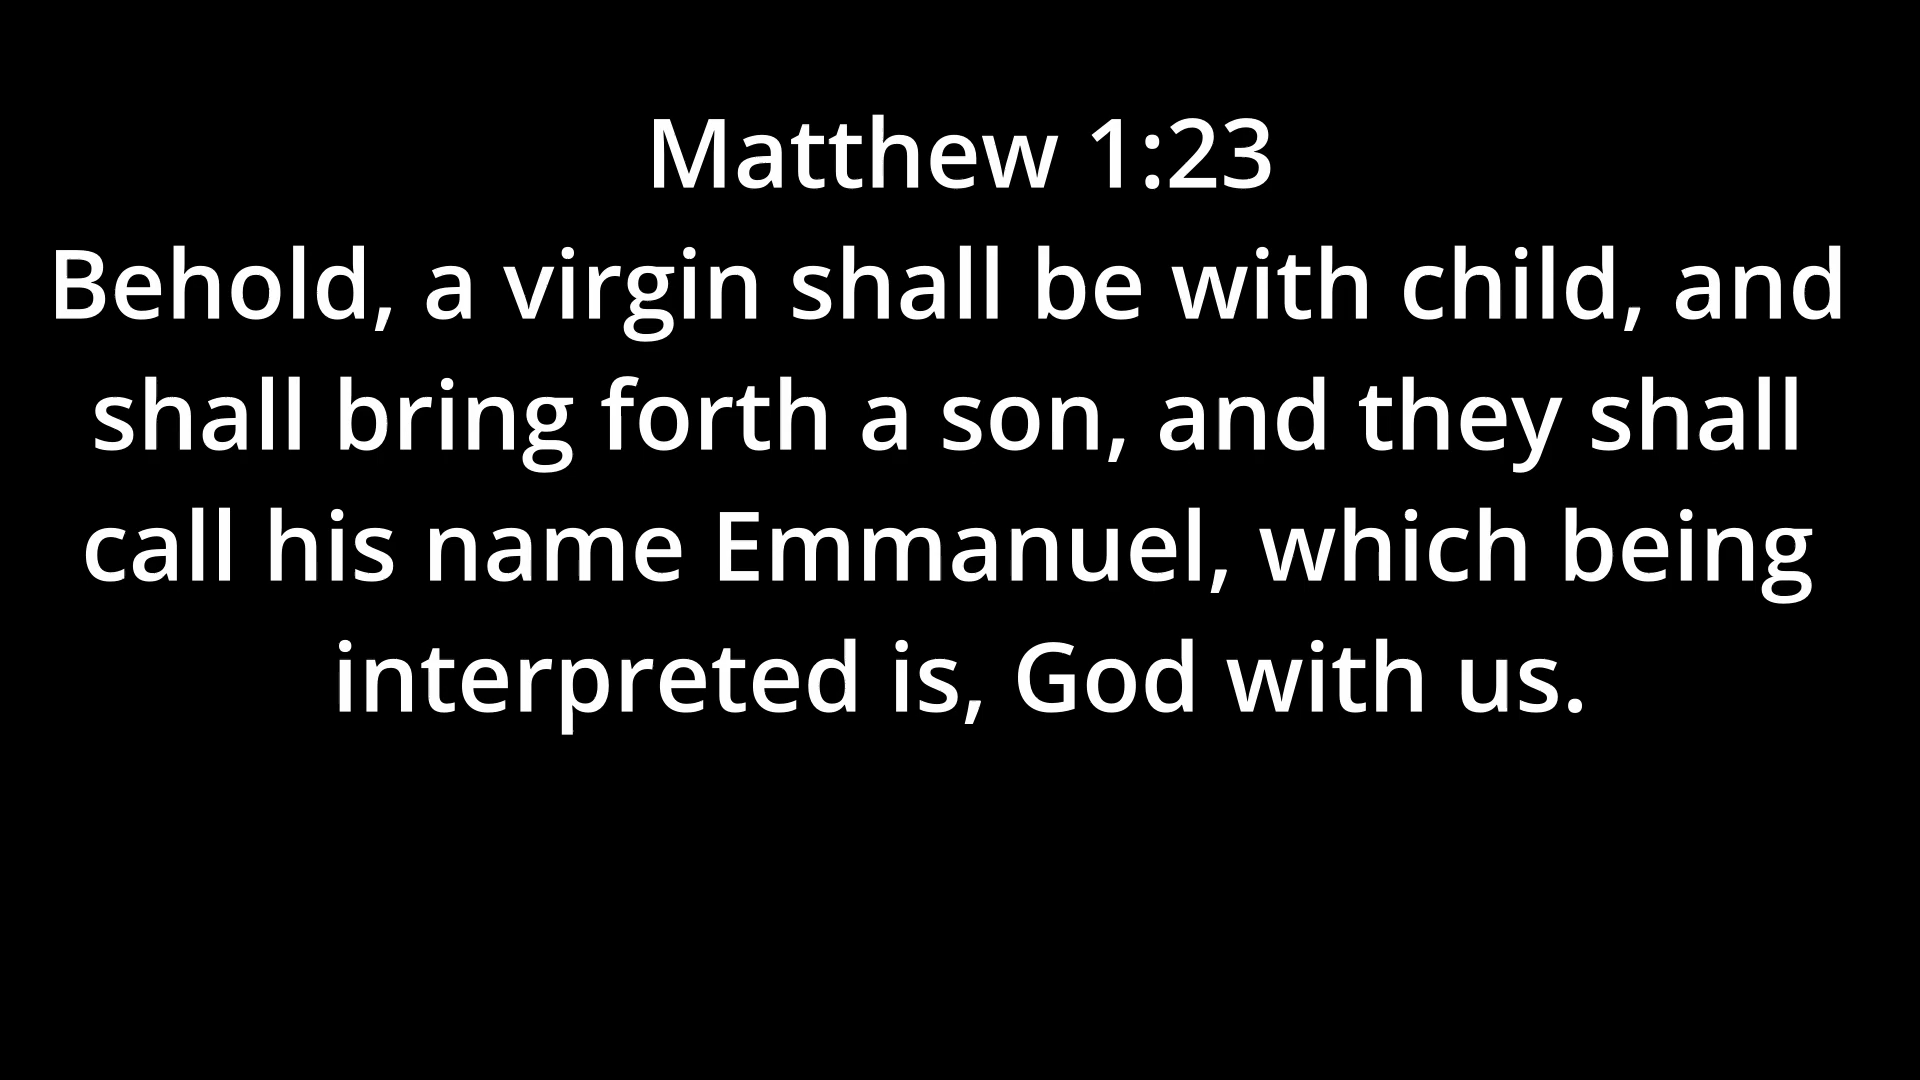 Matthew 1:23
Behold, a virgin shall be with child, and
shall bring forth a son, and they shall
call his name Emmanuel, which being
interpreted is, God with us.